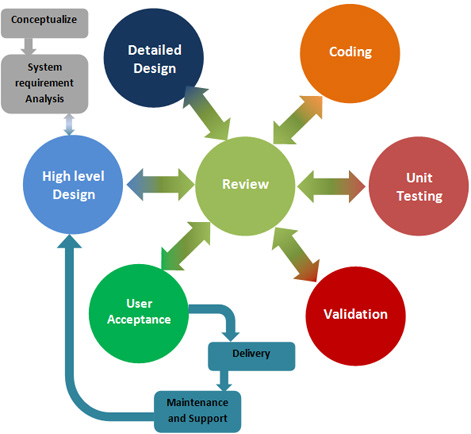 Conceptualize
System
requirement
Analysis
Detailed
Design
Coding
High level
Design
Review
Unit
Testing
User
Acceptance
Validation
Delivery
Maintenance
and Support